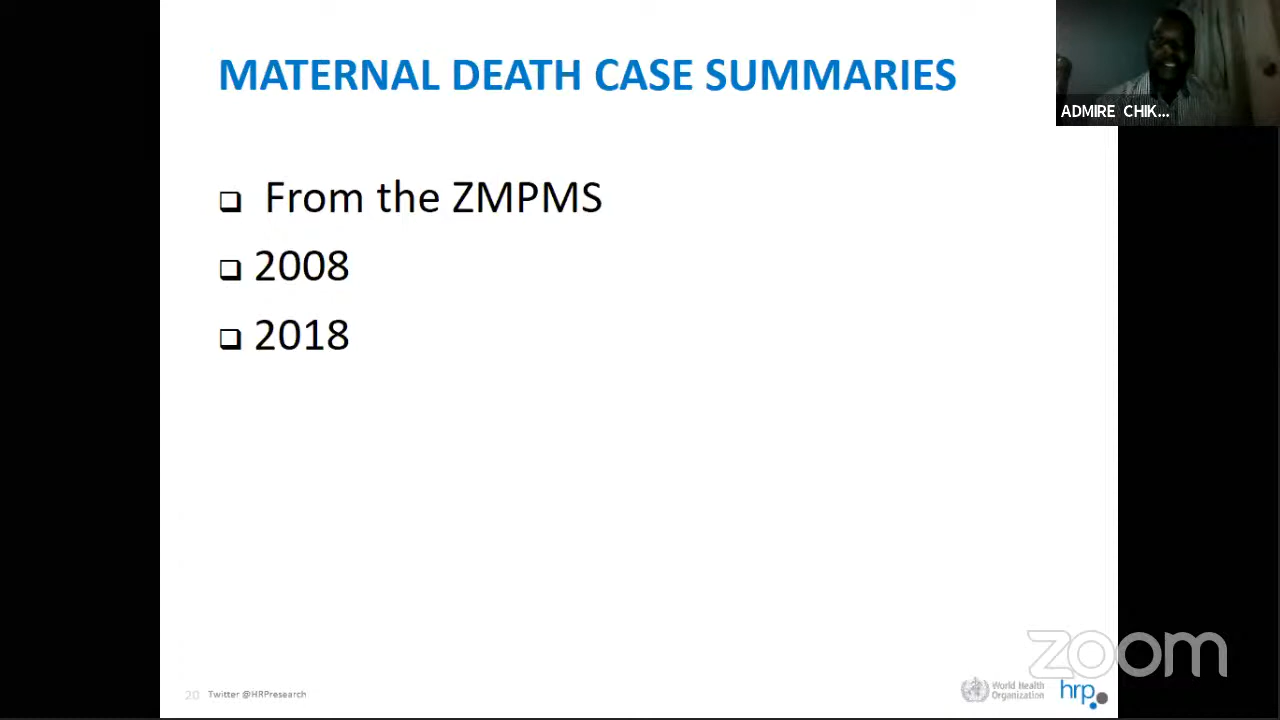 MATERNAL DEATH CASE SUMMARIES
ADMIRE CHIK...
From the ZMPMS
2008
2018
zoom
20 Twitter @HRPresearch
World Health
Organization
hrp